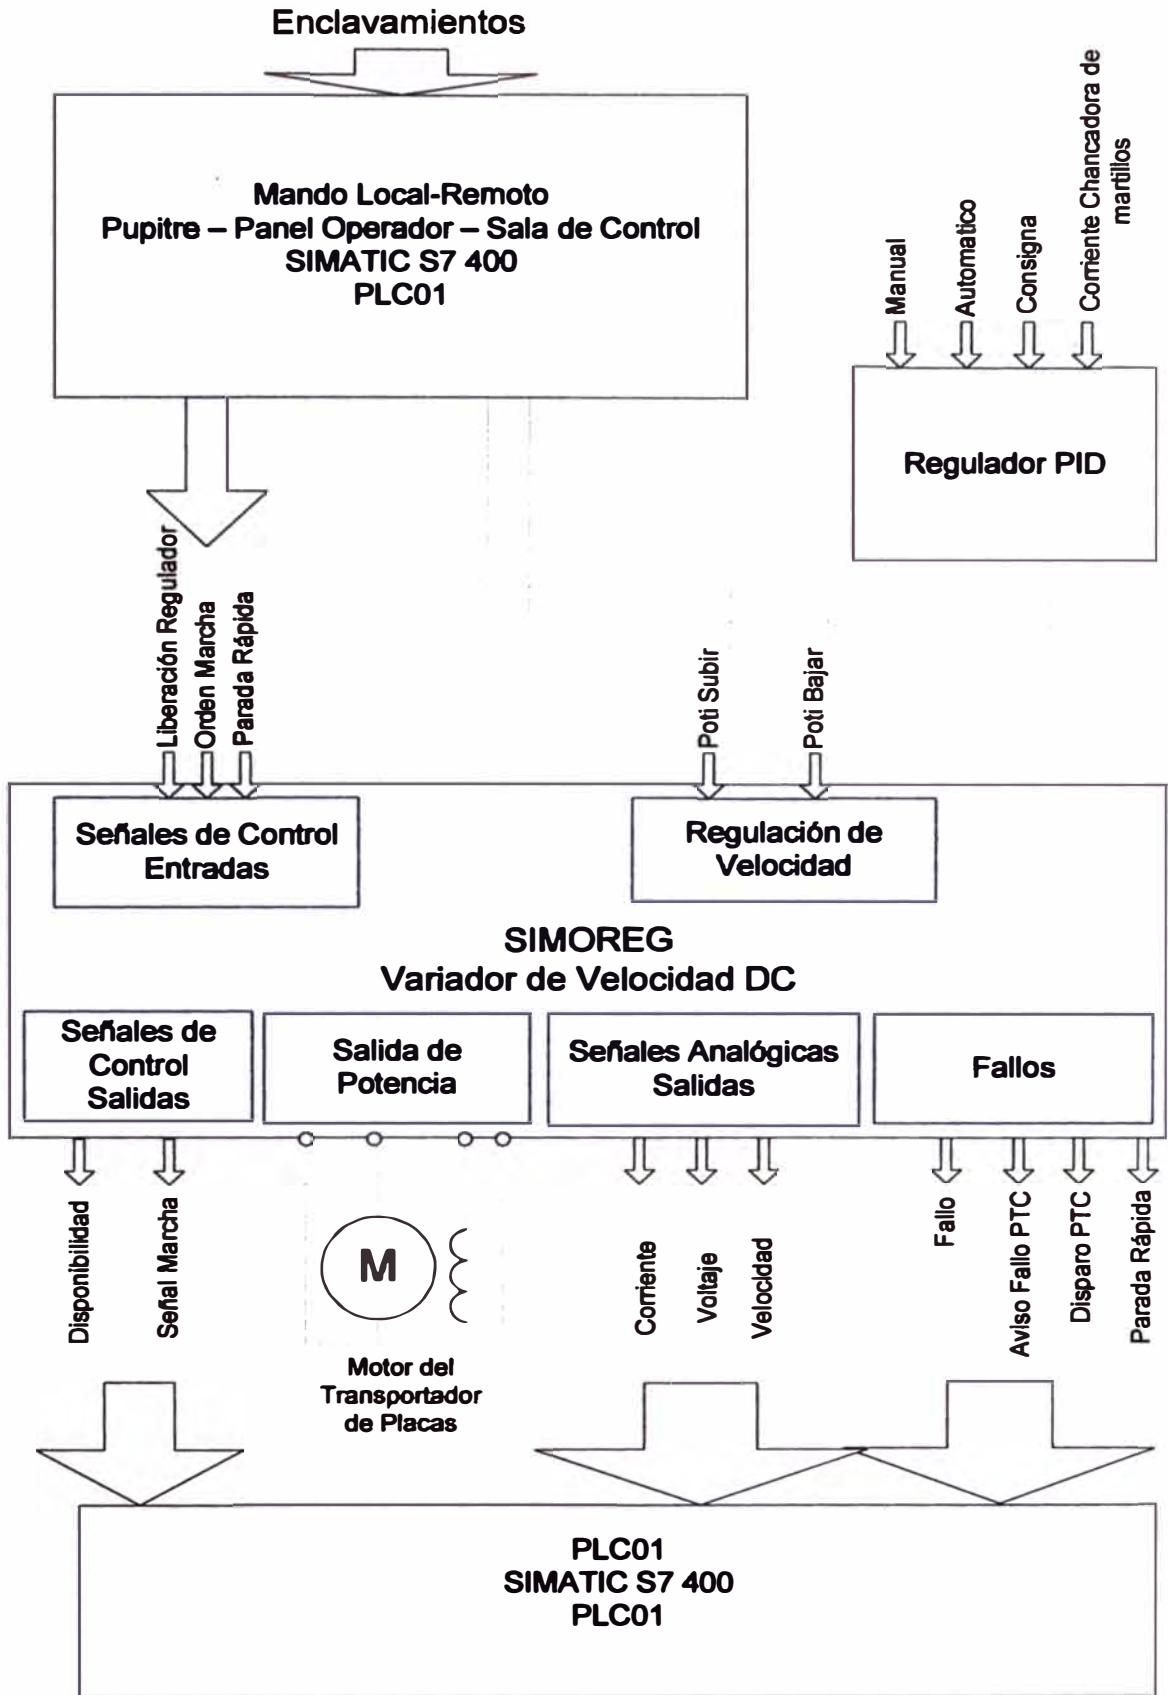 Enclavamientos
Mando Local-Remoto
Pupitre – Panel Operador – Sala de Control
SIMATIC S7 400
PLC01
Manual
Automatico
Consigna
Corriente Chancadora de
martillos
Regulador PID
Liberación Regulador
Orden Marcha
Parada Rápida
Poti Subir
Poti Bajar
Señales de Control
Entradas
Regulación de
Velocidad
SIMOREG
Variador de Velocidad DC
Señales de
Control
Salidas
Salida de
Potencia
Señales Analógicas
Salidas
Fallos
Disponibilidad
Señal Marcha
M
Motor del
Transportador
de Placas
Corriente
Voltaje
Velocidad
Fallo
Aviso Fallo PTC
Disparo PTC
Parada Rápida
PLC01
SIMATIC S7 400
PLC01